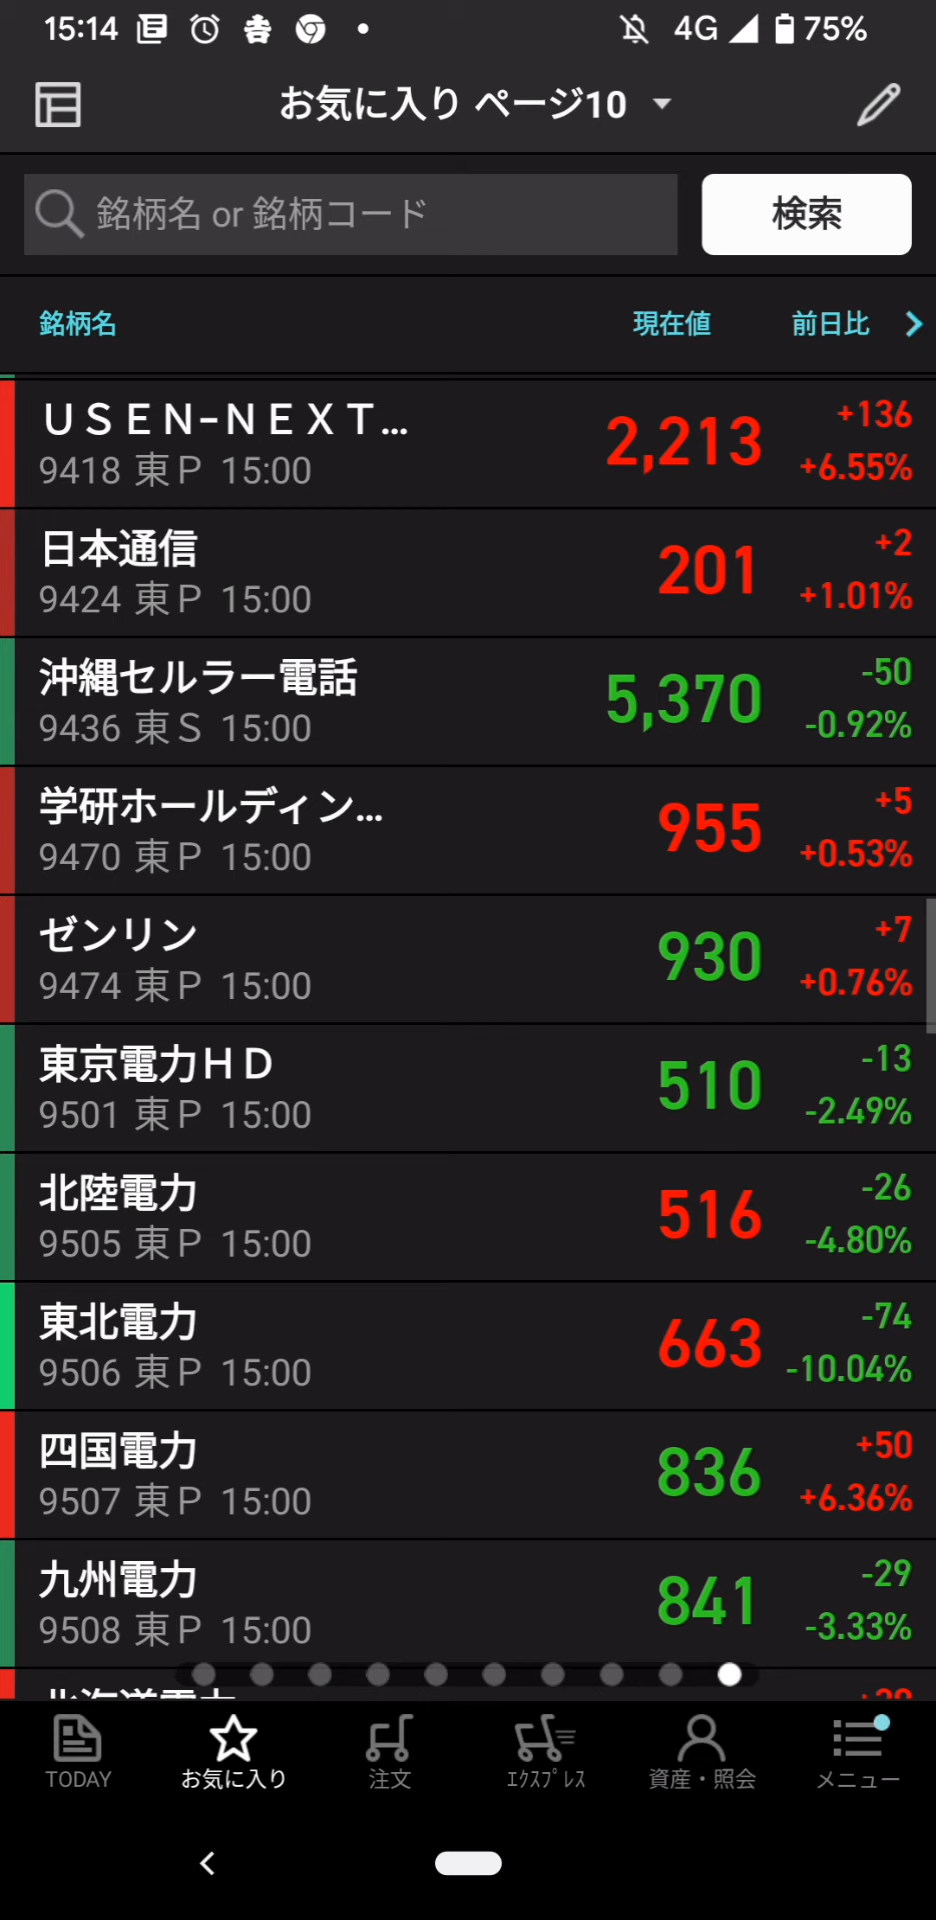 15:14 4G 75%
お気に入り ページ10
銘柄名 or 銘柄コード 検索
銘柄名 現在値 前日比
ＵＳＥＮ−ＮＥＸＴ... 2,213 +136
9418 東Ｐ 15:00 +6.55%
日本通信 201 +2
9424 東Ｐ 15:00 +1.01%
沖縄セルラー電話 5,370 -50
9436 東Ｓ 15:00 -0.92%
学研ホールディン... 955 +5
9470 東Ｐ 15:00 +0.53%
ゼンリン 930 +7
9474 東Ｐ 15:00 +0.76%
東京電力ＨＤ 510 -13
9501 東Ｐ 15:00 -2.49%
北陸電力 516 -26
9505 東Ｐ 15:00 -4.80%
東北電力 663 -74
9506 東Ｐ 15:00 -10.04%
四国電力 836 +50
9507 東Ｐ 15:00 +6.36%
九州電力 841 -29
9508 東Ｐ 15:00 -3.33%
北海道電力
TODAY お気に入り 注文 ｴｸｽﾌﾟﾚｽ 資産・照会 メニュー